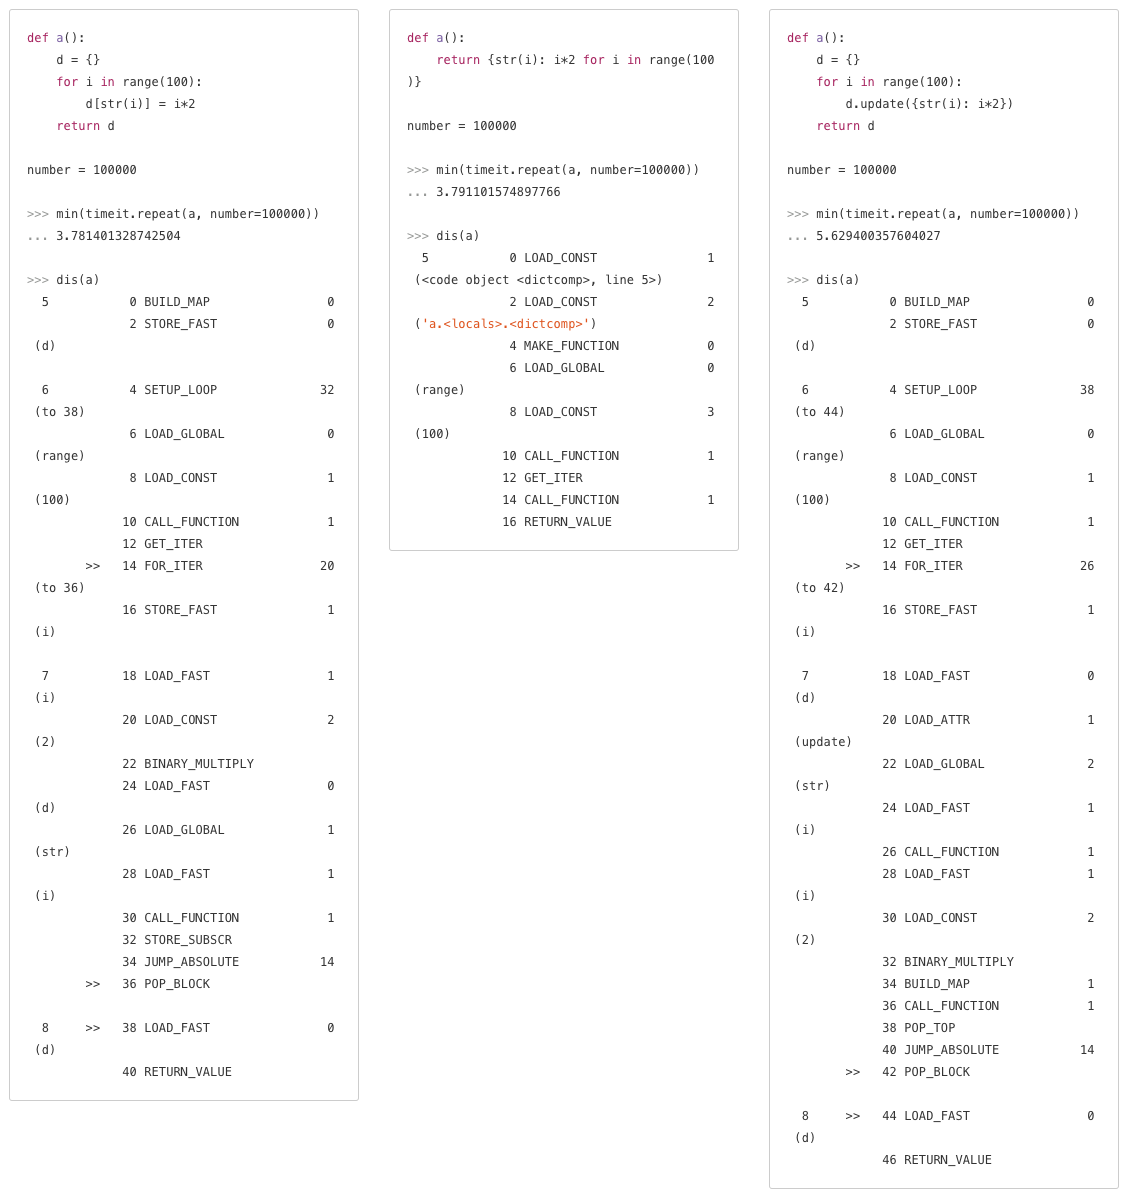 def a():
    d = {}
    for i in range(100):
        d[str(i)] = i*2
    return d

number = 100000

>>> min(timeit.repeat(a, number=100000))
... 3.781401328742504

>>> dis(a)
  5           0 BUILD_MAP                0
              2 STORE_FAST               0
 (d)

  6           4 SETUP_LOOP              32
 (to 38)
              6 LOAD_GLOBAL              0
 (range)
              8 LOAD_CONST               1
 (100)
             10 CALL_FUNCTION            1
             12 GET_ITER
        >>   14 FOR_ITER                20
 (to 36)
             16 STORE_FAST               1
 (i)

  7          18 LOAD_FAST                1
 (i)
             20 LOAD_CONST               2
 (2)
             22 BINARY_MULTIPLY
             24 LOAD_FAST                0
 (d)
             26 LOAD_GLOBAL              1
 (str)
             28 LOAD_FAST                1
 (i)
             30 CALL_FUNCTION            1
             32 STORE_SUBSCR
             34 JUMP_ABSOLUTE           14
        >>   36 POP_BLOCK

  8     >>   38 LOAD_FAST                0
 (d)
             40 RETURN_VALUE

def a():
    return {str(i): i*2 for i in range(100
)}

number = 100000

>>> min(timeit.repeat(a, number=100000))
... 3.791101574897766

>>> dis(a)
  5           0 LOAD_CONST               1
 (<code object <dictcomp>, line 5>)
              2 LOAD_CONST               2
 ('a.<locals>.<dictcomp>')
              4 MAKE_FUNCTION            0
              6 LOAD_GLOBAL              0
 (range)
              8 LOAD_CONST               3
 (100)
             10 CALL_FUNCTION            1
             12 GET_ITER
             14 CALL_FUNCTION            1
             16 RETURN_VALUE

def a():
    d = {}
    for i in range(100):
        d.update({str(i): i*2})
    return d

number = 100000

>>> min(timeit.repeat(a, number=100000))
... 5.629400357604027

>>> dis(a)
  5           0 BUILD_MAP                0
              2 STORE_FAST               0
 (d)

  6           4 SETUP_LOOP              38
 (to 44)
              6 LOAD_GLOBAL              0
 (range)
              8 LOAD_CONST               1
 (100)
             10 CALL_FUNCTION            1
             12 GET_ITER
        >>   14 FOR_ITER                26
 (to 42)
             16 STORE_FAST               1
 (i)

  7          18 LOAD_FAST                0
 (d)
             20 LOAD_ATTR                1
 (update)
             22 LOAD_GLOBAL              2
 (str)
             24 LOAD_FAST                1
 (i)
             26 CALL_FUNCTION            1
             28 LOAD_FAST                1
 (i)
             30 LOAD_CONST               2
 (2)
             32 BINARY_MULTIPLY
             34 BUILD_MAP                1
             36 CALL_FUNCTION            1
             38 POP_TOP
             40 JUMP_ABSOLUTE           14
        >>   42 POP_BLOCK

  8     >>   44 LOAD_FAST                0
 (d)
             46 RETURN_VALUE